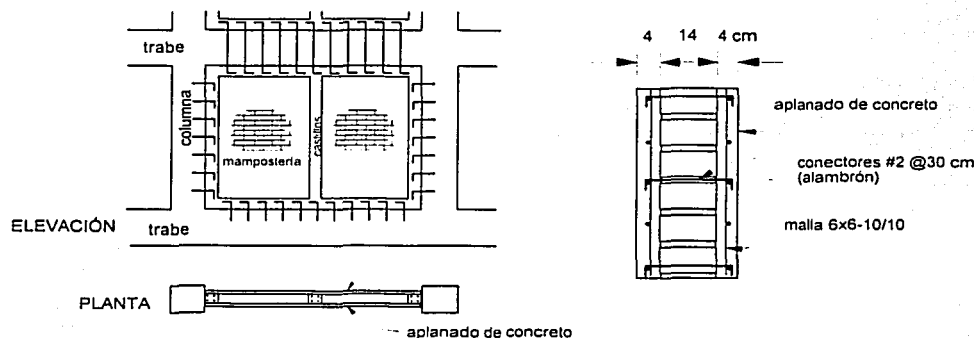 trabe
columna
castillos
mampostería
ELEVACIÓN
trabe
PLANTA
aplanado de concreto
4 14 4 cm
aplanado de concreto
conectores #2 @30 cm
(alambrón)
malla 6x6-10/10